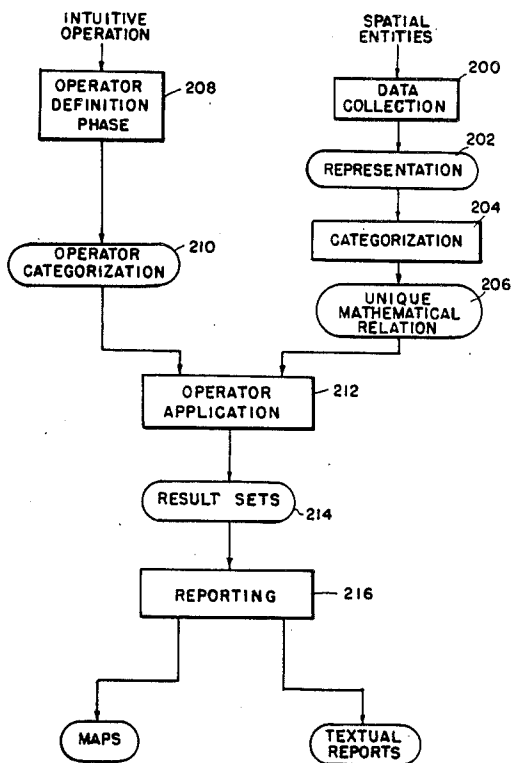 INTUITIVE
OPERATION
SPATIAL
ENTITIES
OPERATOR
DEFINITION
PHASE
208
DATA
COLLECTION
200
REPRESENTATION
202
CATEGORIZATION
204
OPERATOR
CATEGORIZATION
210
UNIQUE
MATHEMATICAL
RELATION
206
OPERATOR
APPLICATION
212
RESULT SETS
214
REPORTING
216
MAPS
TEXTUAL
REPORTS